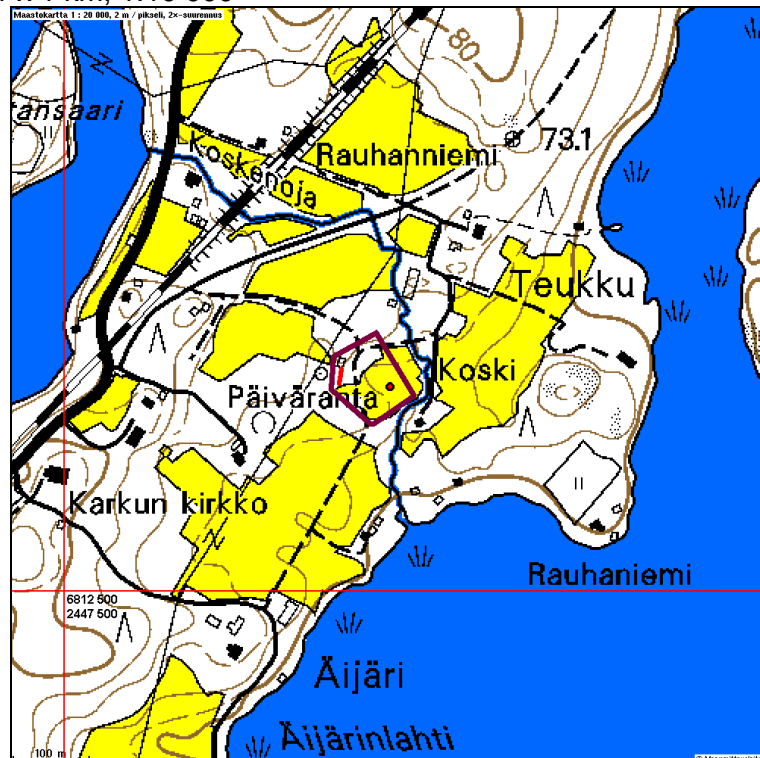 Maastokartta 1 : 20 000, 2 m / pikseli, 2×-suurennus
80
ansaari
73.1
Rauhanniemi
Koskenoja
Teukku
Koski
Päiväranta
Karkun kirkko
Rauhaniemi
6812 500
2447 500
Äijäri
Äijärinlahti
100 m